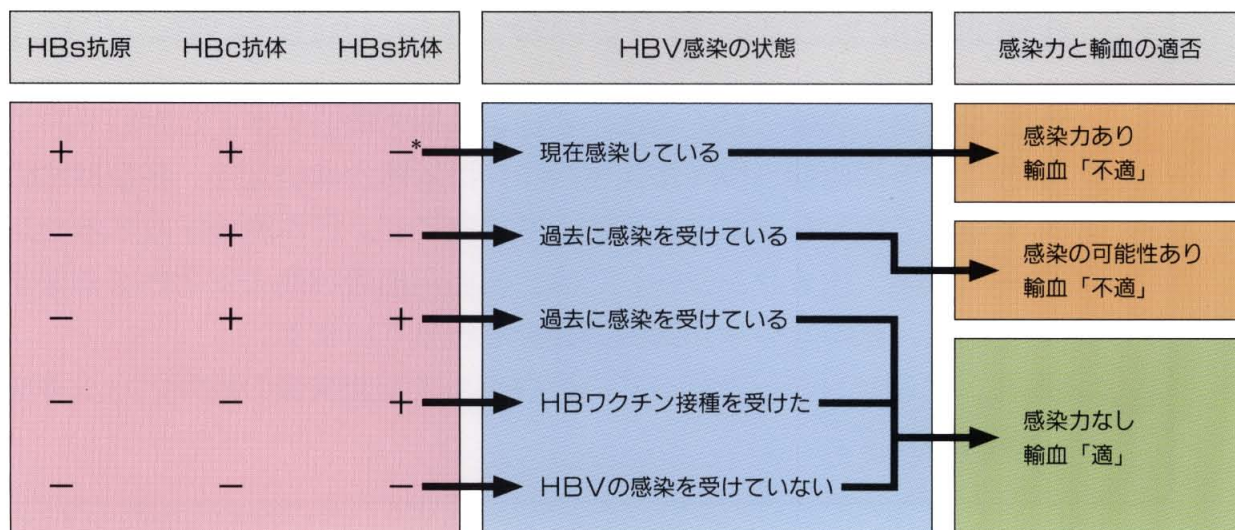 HBs抗原 HBc抗体 HBs抗体 HBV感染の状態 感染力と輸血の適否
+ + −* 現在感染している 感染力あり
輸血「不適」
− + − 過去に感染を受けている 感染の可能性あり
輸血「不適」
− + + 過去に感染を受けている
− − + HBワクチン接種を受けた 感染力なし
輸血「適」
− − − HBVの感染を受けていない